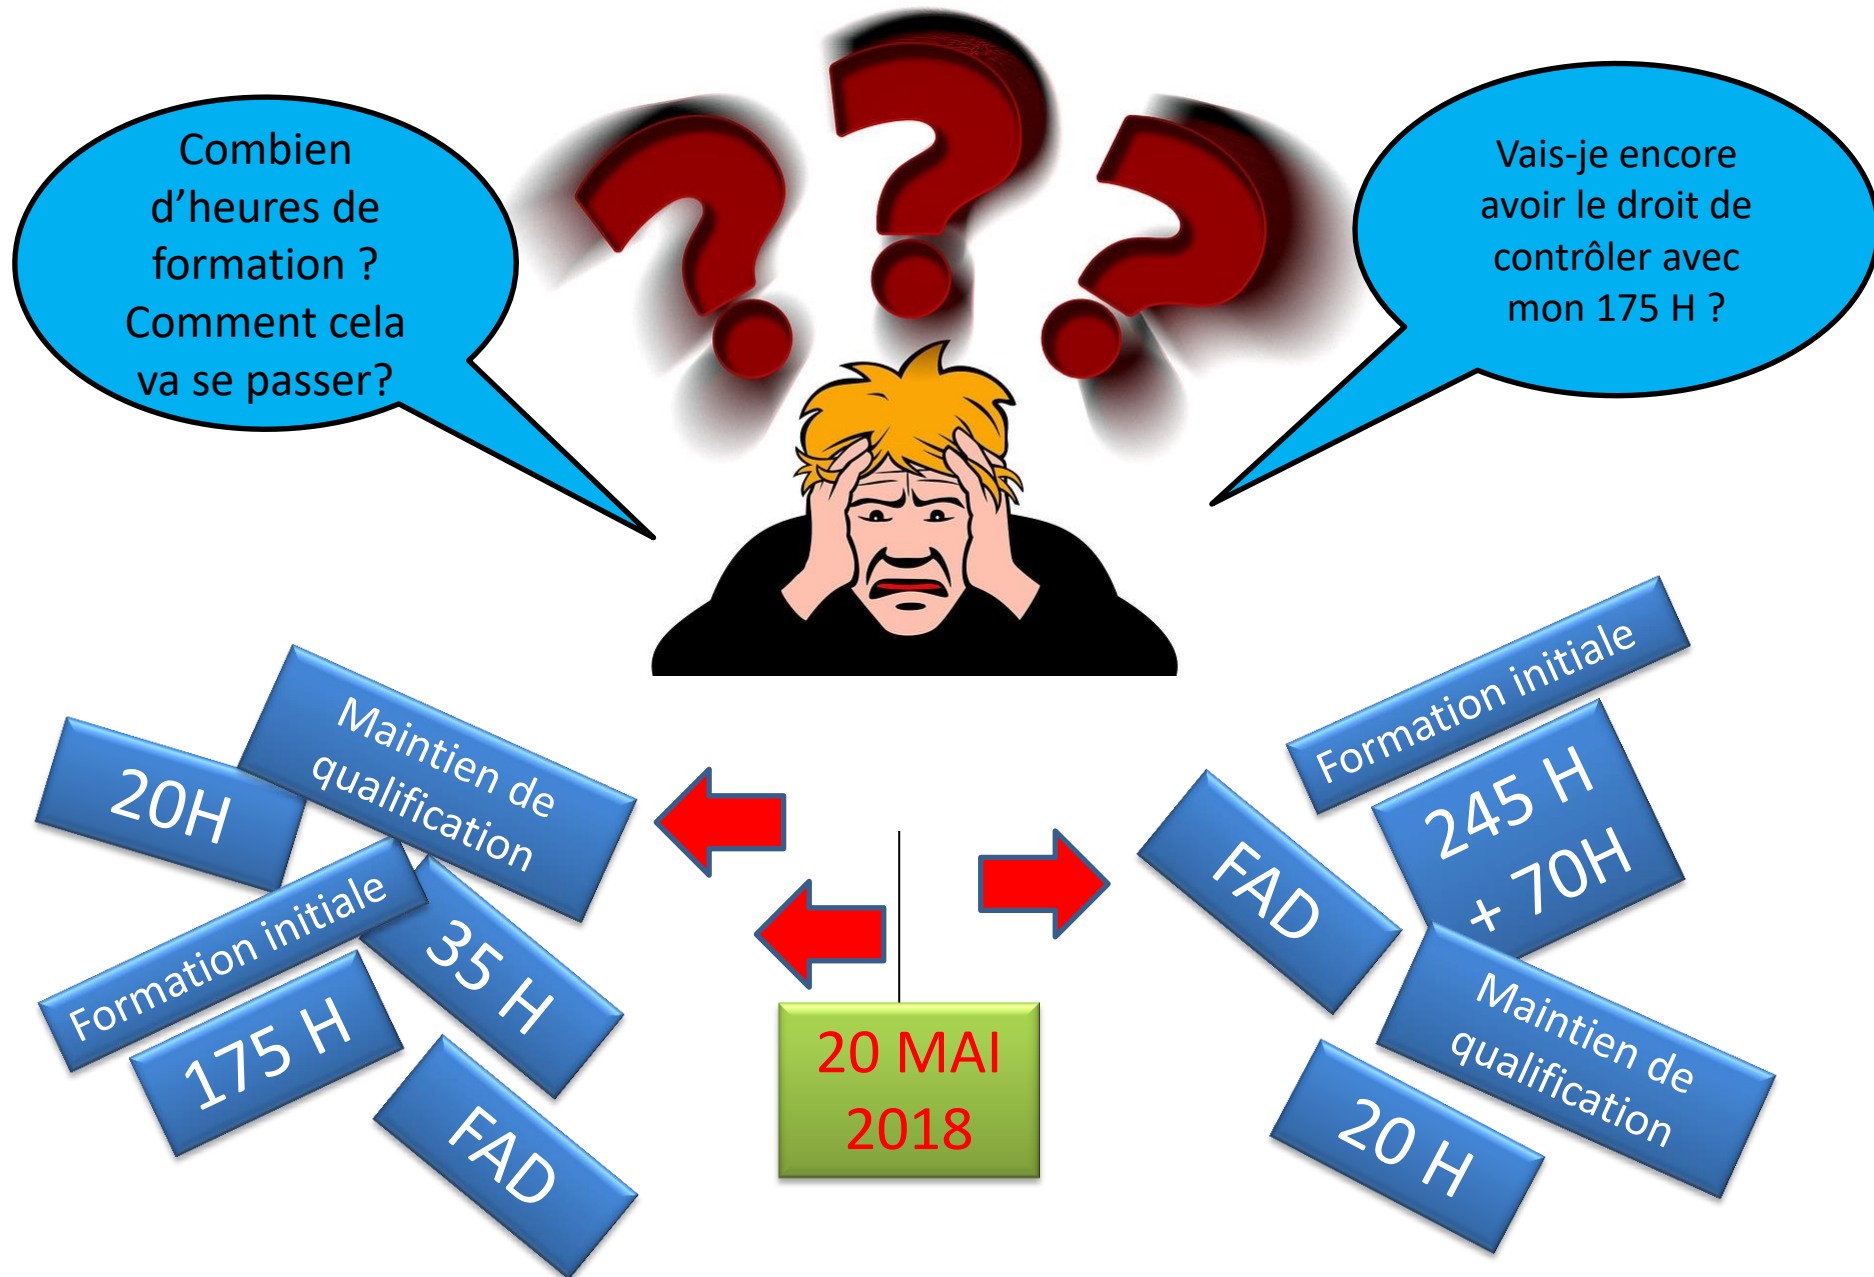 Combien
d’heures de
formation ?
Comment cela
va se passer?
Vais-je encore
avoir le droit de
contrôler avec
mon 175 H ?
Maintien de
qualification
20H
Formation initiale
35 H
175 H
FAD
20 MAI
2018
Formation initiale
245 H
+ 70H
FAD
Maintien de
qualification
20 H